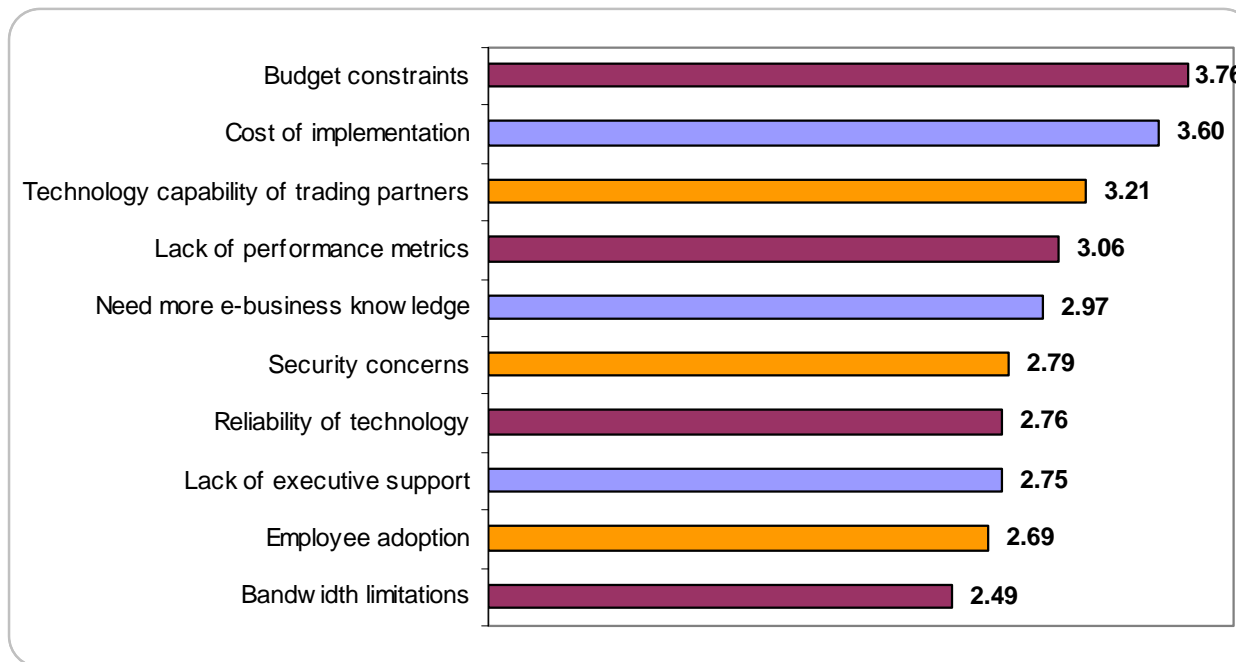 Budget constraints 3.76
Cost of implementation 3.60
Technology capability of trading partners 3.21
Lack of performance metrics 3.06
Need more e-business knowledge 2.97
Security concerns 2.79
Reliability of technology 2.76
Lack of executive support 2.75
Employee adoption 2.69
Bandwidth limitations 2.49